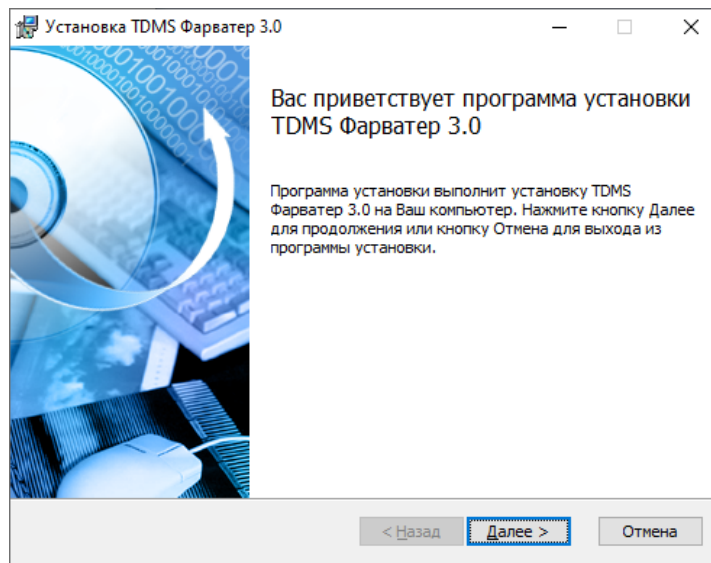 Установка TDMS Фарватер 3.0
Вас приветствует программа установки
TDMS Фарватер 3.0
Программа установки выполнит установку TDMS
Фарватер 3.0 на Ваш компьютер. Нажмите кнопку Далее
для продолжения или кнопку Отмена для выхода из
программы установки.
< Назад Далее > Отмена